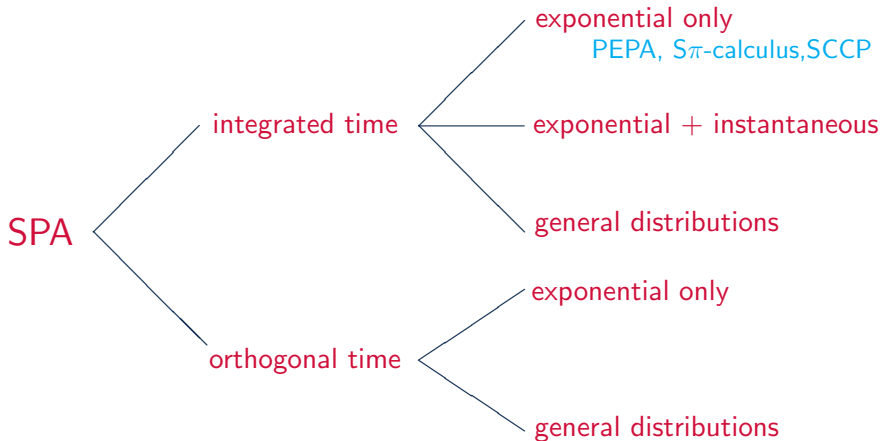 exponential only
PEPA, Sπ-calculus,SCCP
integrated time
exponential + instantaneous
general distributions
SPA
exponential only
orthogonal time
general distributions